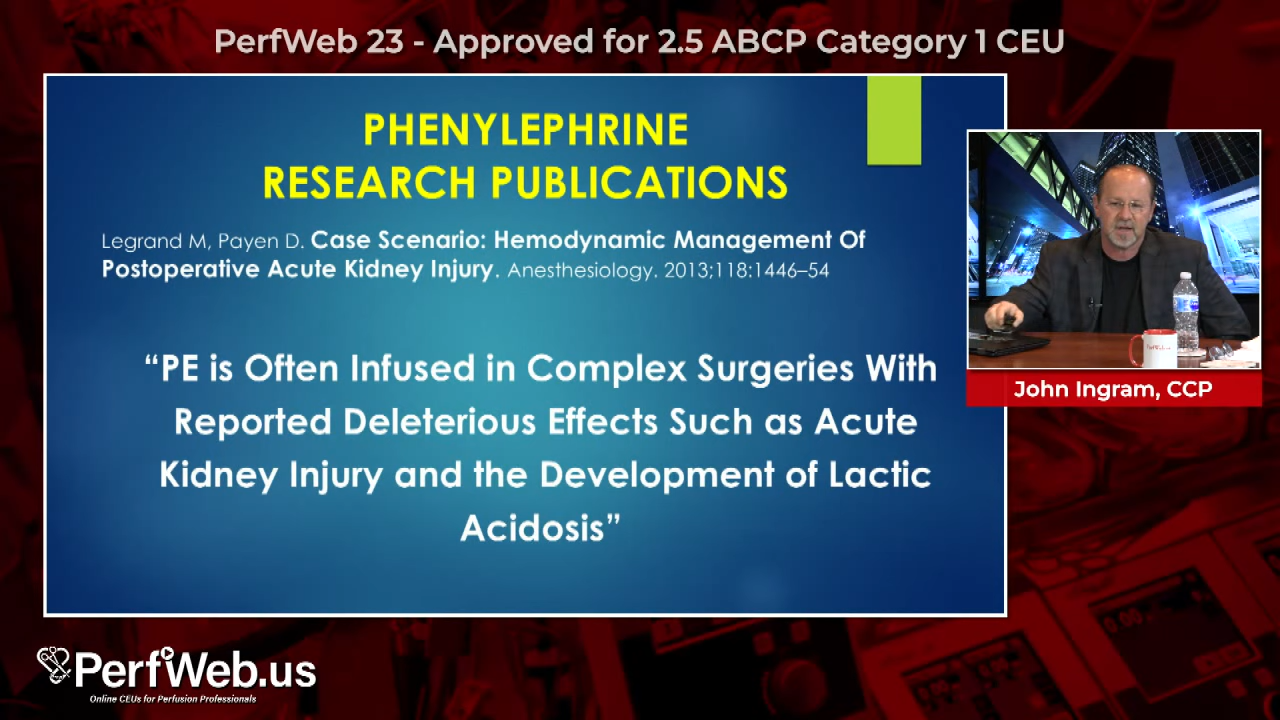 PerfWeb 23 - Approved for 2.5 ABCP Category 1 CEU
PHENYLEPHRINE
RESEARCH PUBLICATIONS
Legrand M, Payen D. Case Scenario: Hemodynamic Management Of
Postoperative Acute Kidney Injury. Anesthesiology. 2013;118:1446–54
“PE is Often Infused in Complex Surgeries With
Reported Deleterious Effects Such as Acute
Kidney Injury and the Development of Lactic
Acidosis”
John Ingram, CCP
PerfWeb.us
Online CEUs for Perfusion Professionals